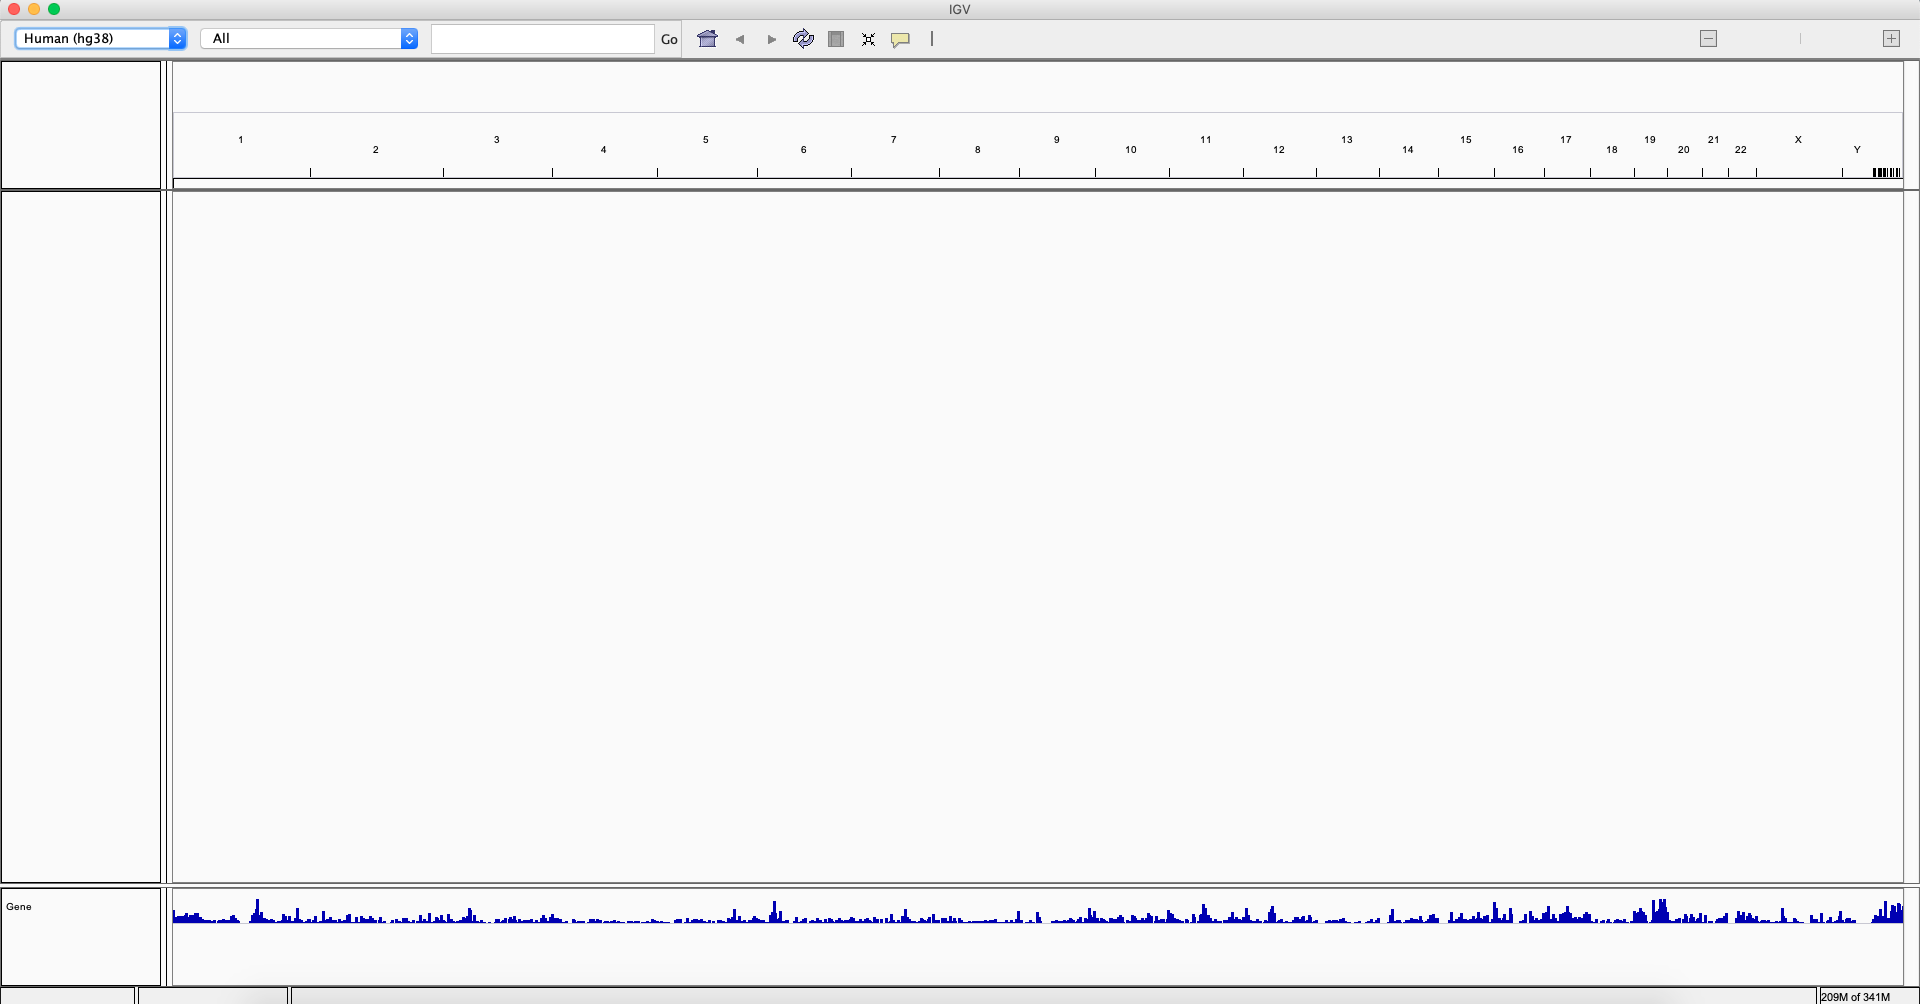 IGV
Human (hg38) All Go
1 3 5 7 9 11 13 15 17 19 21 X
2 4 6 8 10 12 14 16 18 20 22 Y
Gene
209M of 341M